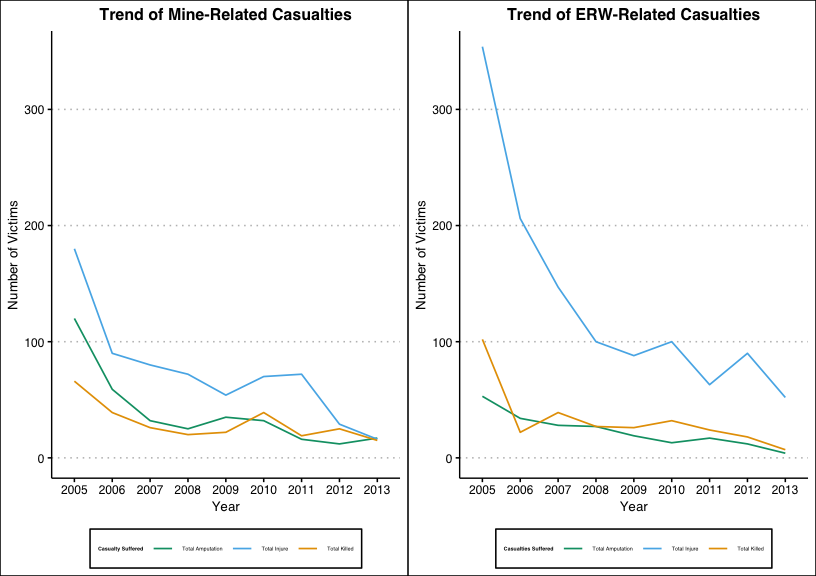 Trend of Mine-Related Casualties
Number of Victims
300
200
100
0
2005 2006 2007 2008 2009 2010 2011 2012 2013
Year
Casualty Suffered Total Amputation Total Injure Total Killed
Trend of ERW-Related Casualties
Number of Victims
300
200
100
0
2005 2006 2007 2008 2009 2010 2011 2012 2013
Year
Casualties Suffered Total Amputation Total Injure Total Killed